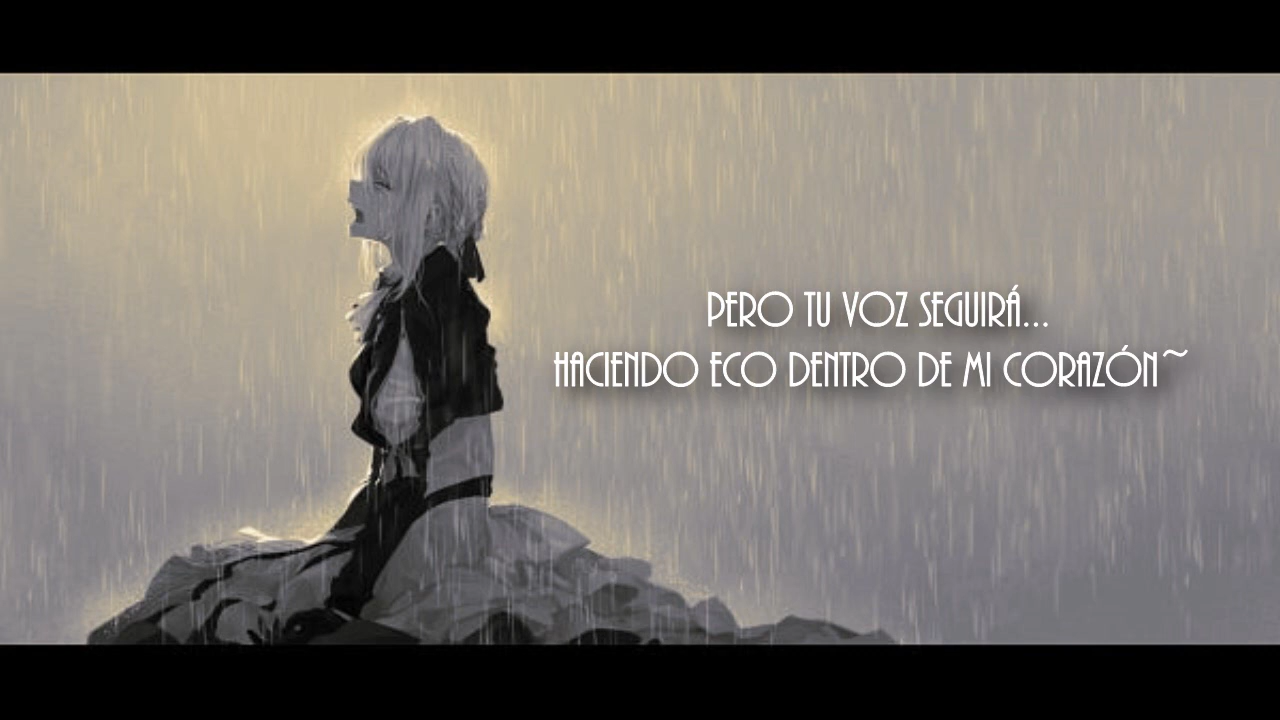 PERO TU VOZ SEGUIRÁ...
HACIENDO ECO DENTRO DE MI CORAZÓN~